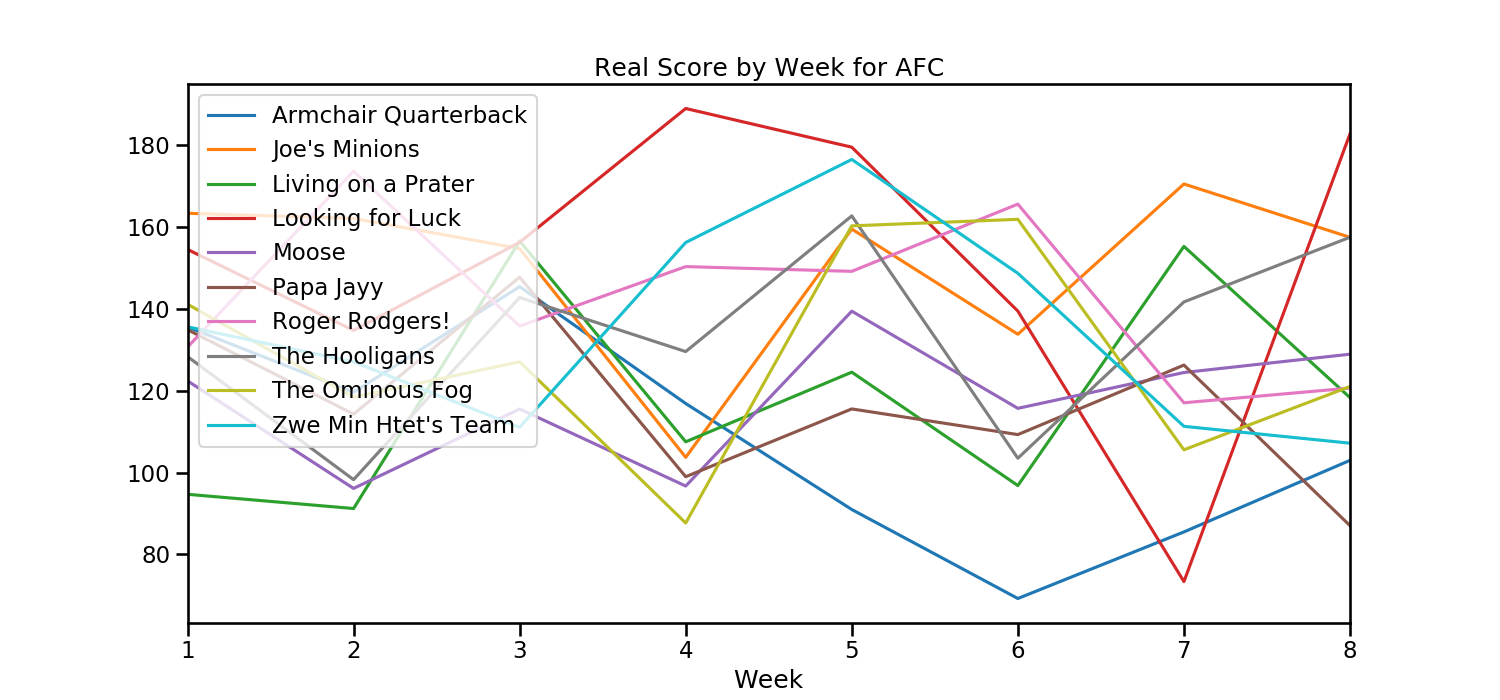 Real Score by Week for AFC
Armchair Quarterback
Joe's Minions
Living on a Prater
Looking for Luck
Moose
Papa Jayy
Roger Rodgers!
The Hooligans
The Ominous Fog
Zwe Min Htet's Team
180
160
140
120
100
80
1 2 3 4 5 6 7 8
Week